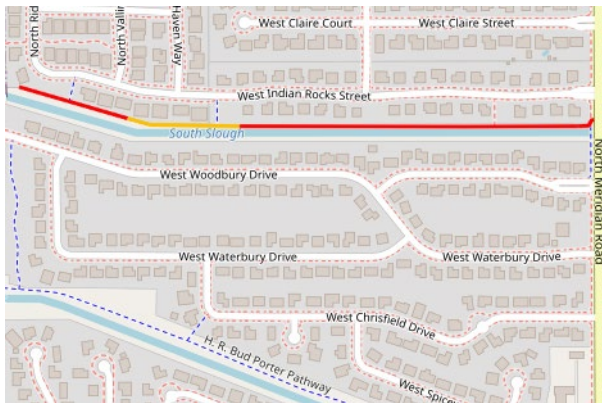 West Claire Court
West Claire Street
North Rid
North Vallin
Haven Way
West Indian Rocks Street
South Slough
North Meridian Road
West Woodbury Drive
West Waterbury Drive
West Waterbury Drive
West Chrisfield Drive
H. R. Bud Porter Pathway
West Spice